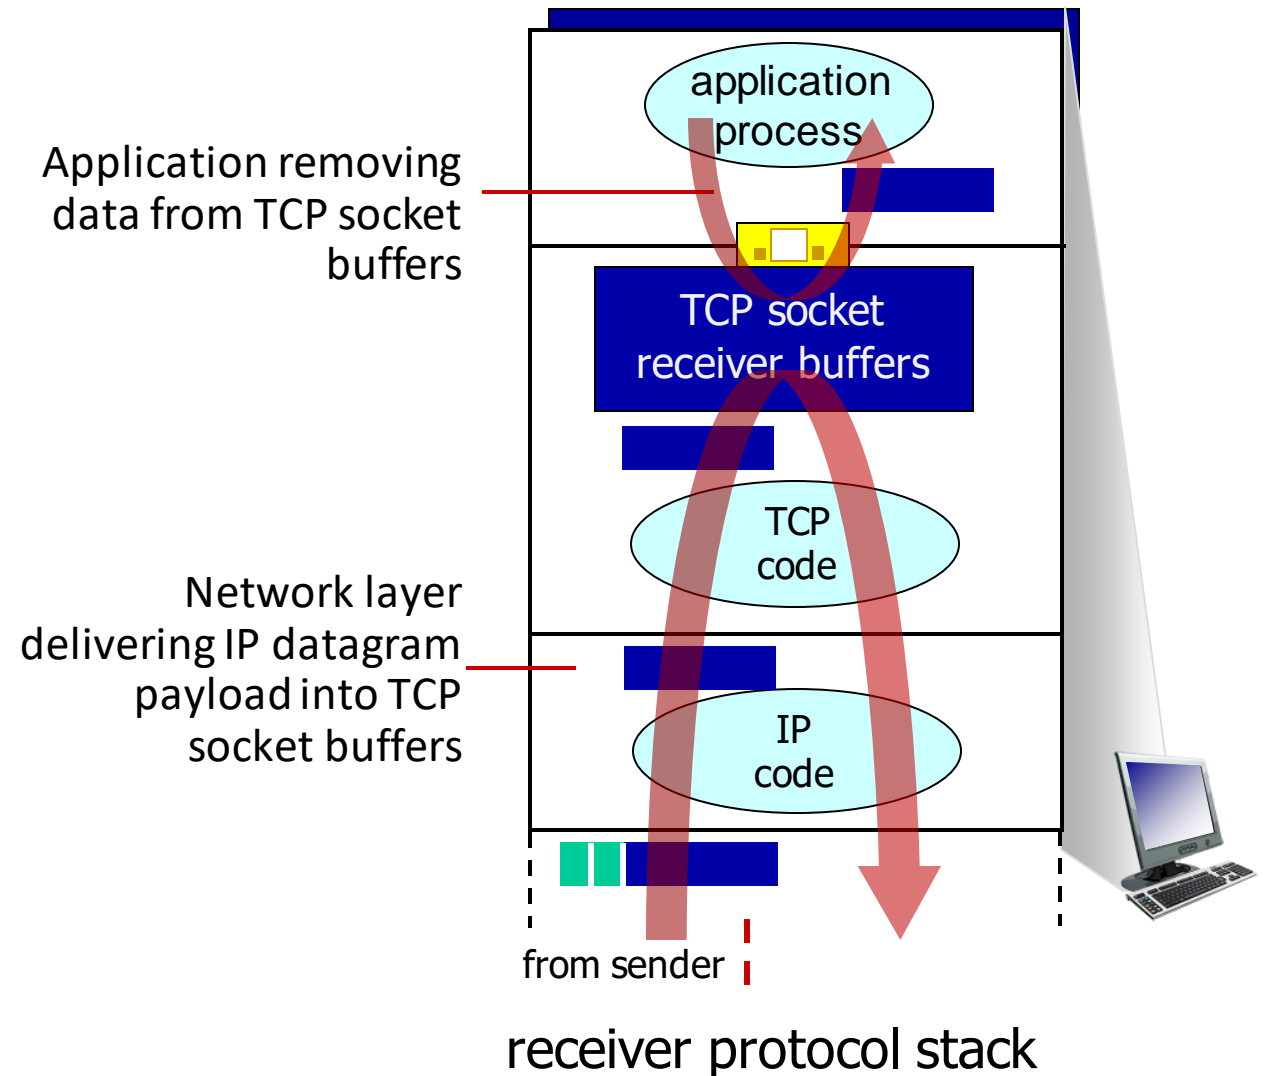 application
process
Application removing
data from TCP socket
buffers
TCP socket
receiver buffers
TCP
code
Network layer
delivering IP datagram
payload into TCP
socket buffers
IP
code
from sender
receiver protocol stack